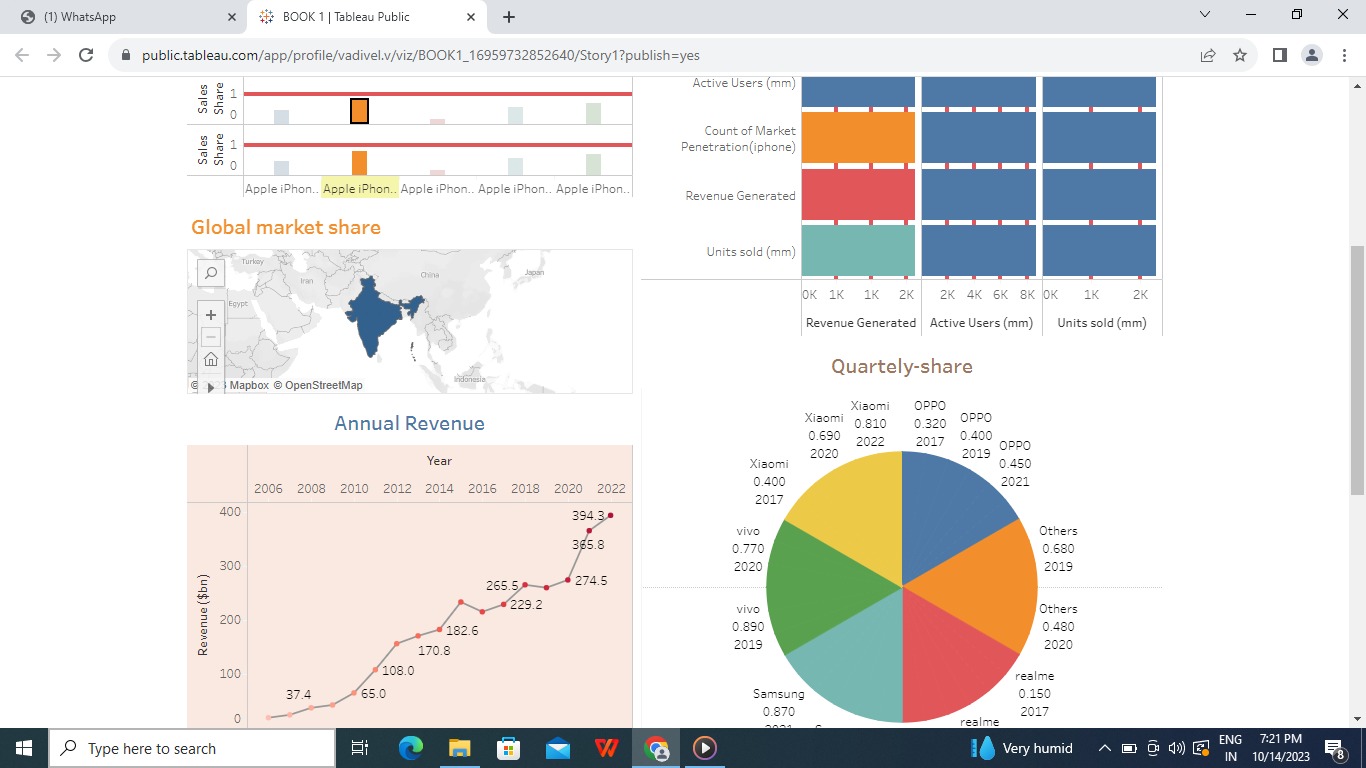 (1) WhatsApp
BOOK 1 | Tableau Public
public.tableau.com/app/profile/vadivel.v/viz/BOOK1_16959732852640/Story1?publish=yes
Sales Share
1
0
Sales Share
1
0
Apple iPhon..
Apple iPhon..
Apple iPhon..
Apple iPhon..
Apple iPhon..
Active Users (mm)
Count of Market
Penetration(iphone)
Revenue Generated
Units sold (mm)
0K 1K 1K 2K
2K 4K 6K 8K
0K 1K 2K
Revenue Generated
Active Users (mm)
Units sold (mm)
Global market share
Turkey
Iran
China
Japan
Egypt
Indonesia
Mapbox © OpenStreetMap
Annual Revenue
Year
2006 2008 2010 2012 2014 2016 2018 2020 2022
Revenue ($bn)
400
300
200
100
0
37.4
65.0
108.0
170.8
182.6
229.2
265.5
274.5
365.8
394.3
Quartely-share
Xiaomi
0.690
2020
Xiaomi
0.810
2022
OPPO
0.320
2017
OPPO
0.400
2019
OPPO
0.450
2021
Xiaomi
0.400
2017
vivo
0.770
2020
vivo
0.890
2019
Others
0.680
2019
Others
0.480
2020
realme
0.150
2017
realme
Samsung
0.870
Type here to search
Very humid
ENG
IN
7:21 PM
10/14/2023
8